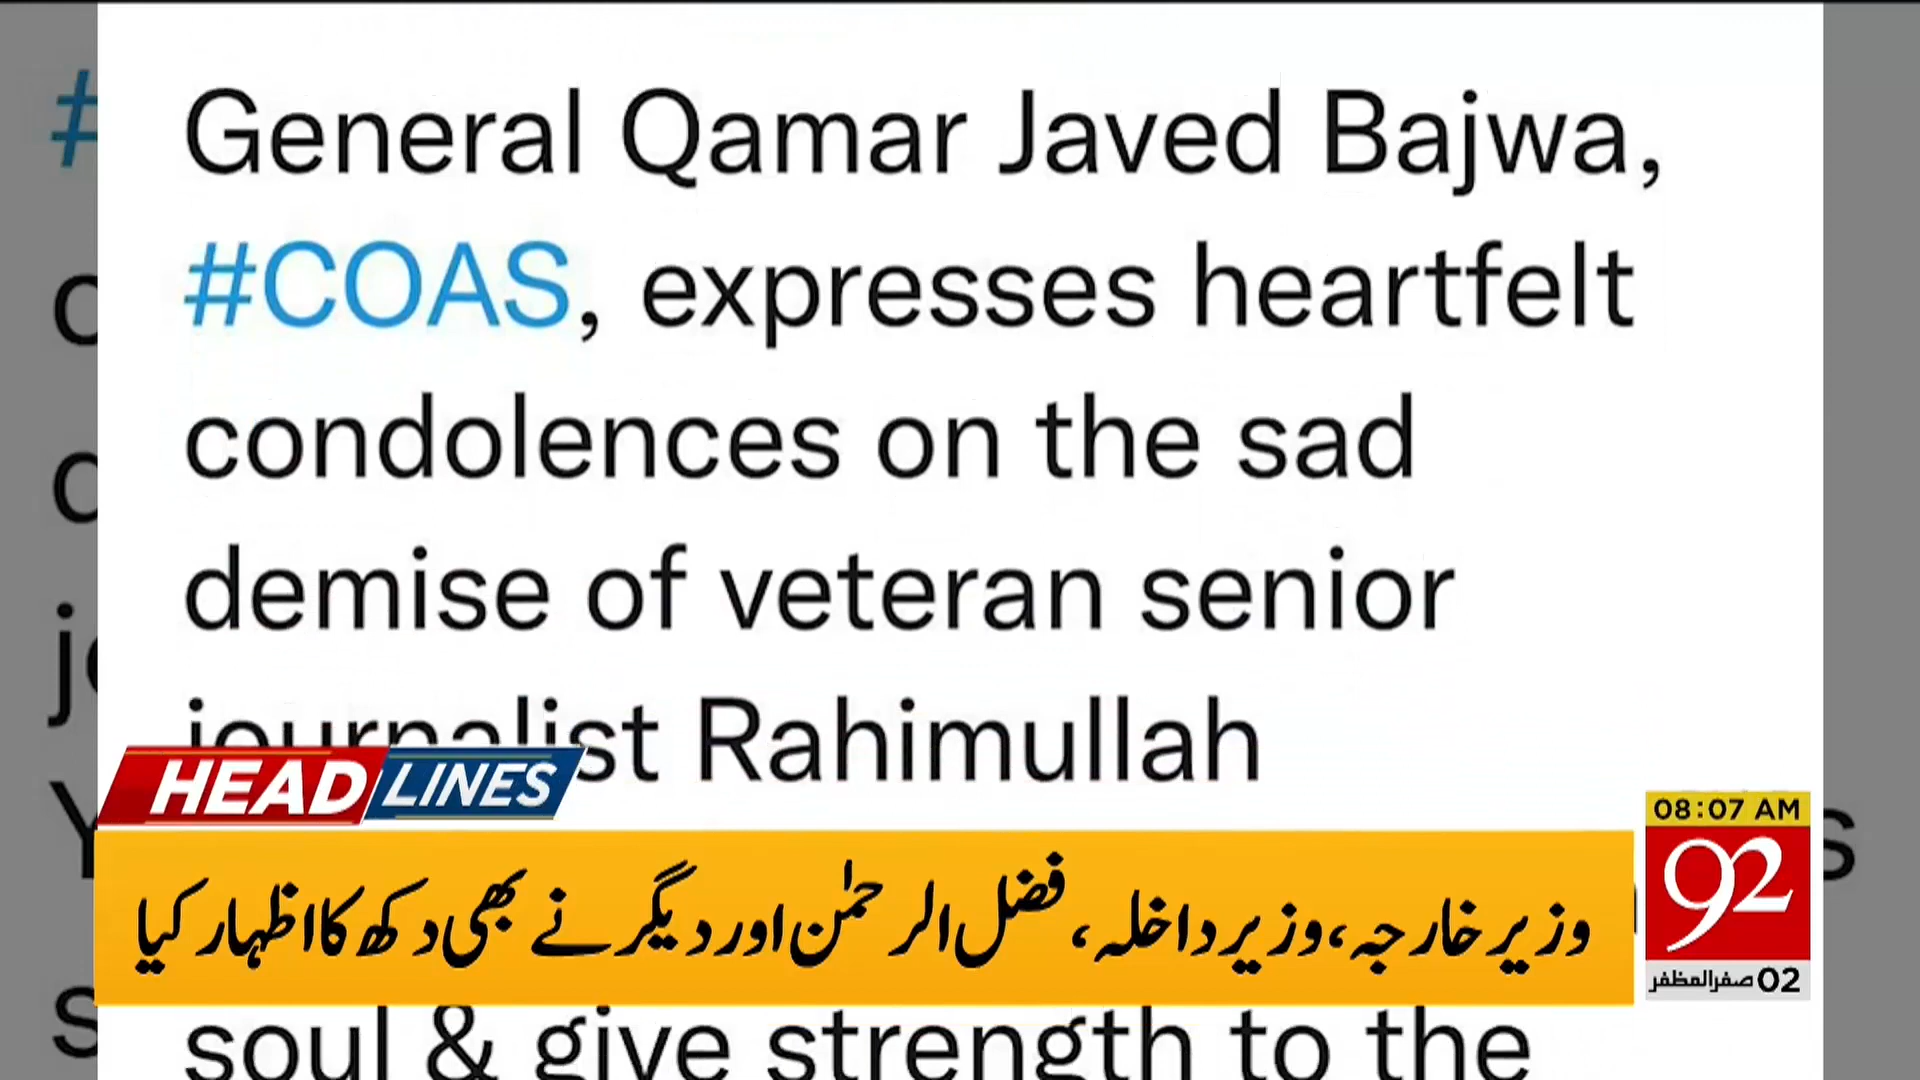 General Qamar Javed Bajwa,
#COAS, expresses heartfelt
condolences on the sad
demise of veteran senior
journalist Rahimullah
HEADLINES
08:07 AM
92
وزیر خارجہ، وزیر داخلہ، فضل الرحمٰن اور دیگر نے بھی دکھ کا اظہار کیا
02 صفرالمظفر
soul & give strength to the